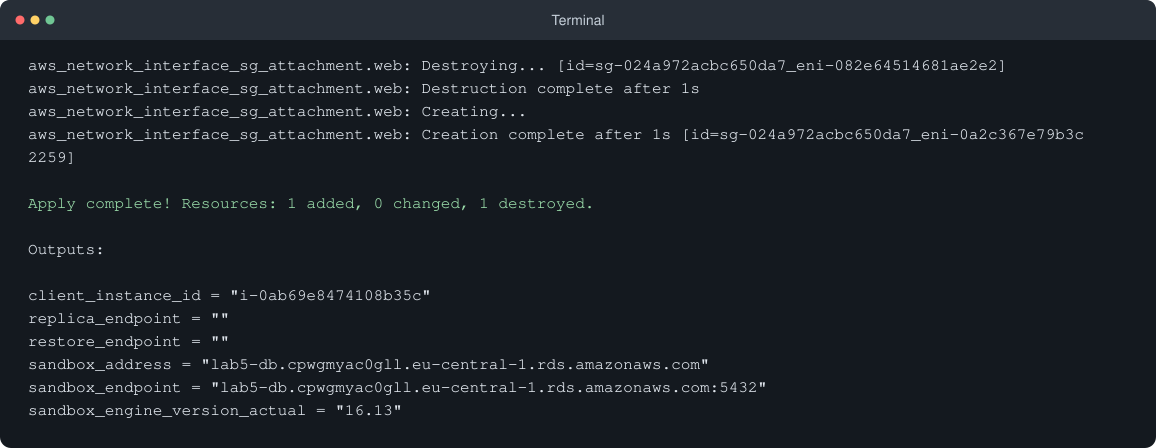 Terminal
aws_network_interface_sg_attachment.web: Destroying... [id=sg-024a972acbc650da7_eni-082e64514681ae2e2]
aws_network_interface_sg_attachment.web: Destruction complete after 1s
aws_network_interface_sg_attachment.web: Creating...
aws_network_interface_sg_attachment.web: Creation complete after 1s [id=sg-024a972acbc650da7_eni-0a2c367e79b3c
2259]
Apply complete! Resources: 1 added, 0 changed, 1 destroyed.
Outputs:
client_instance_id = "i-0ab69e8474108b35c"
replica_endpoint = ""
restore_endpoint = ""
sandbox_address = "lab5-db.cpwgmyac0gll.eu-central-1.rds.amazonaws.com"
sandbox_endpoint = "lab5-db.cpwgmyac0gll.eu-central-1.rds.amazonaws.com:5432"
sandbox_engine_version_actual = "16.13"